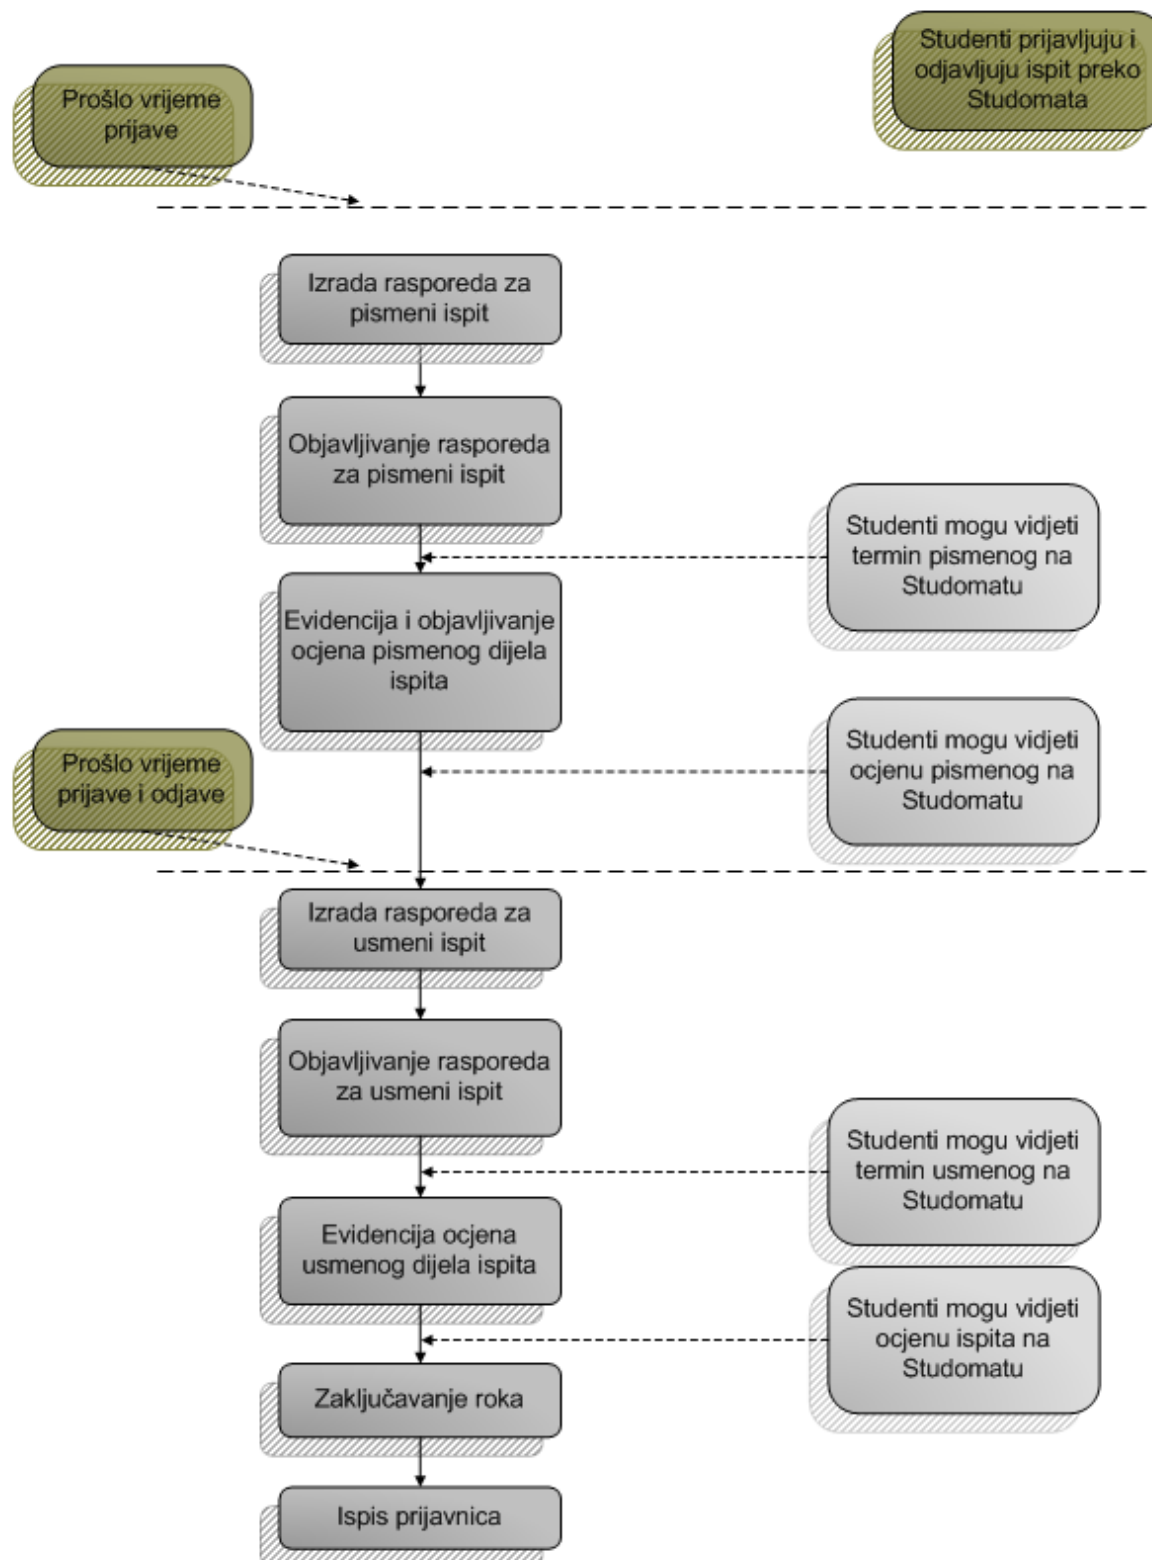 Studenti prijavljuju i
odjavljuju ispit preko
Studomata
Prošlo vrijeme
prijave
Izrada rasporeda za
pismeni ispit
Objavljivanje rasporeda
za pismeni ispit
Studenti mogu vidjeti
termin pismenog na
Studomatu
Evidencija i objavljivanje
ocjena pismenog dijela
ispita
Studenti mogu vidjeti
ocjenu pismenog na
Studomatu
Prošlo vrijeme
prijave i odjave
Izrada rasporeda za
usmeni ispit
Objavljivanje rasporeda
za usmeni ispit
Studenti mogu vidjeti
termin usmenog na
Studomatu
Evidencija ocjena
usmenog dijela ispita
Studenti mogu vidjeti
ocjenu ispita na
Studomatu
Zaključavanje roka
Ispis prijavnica